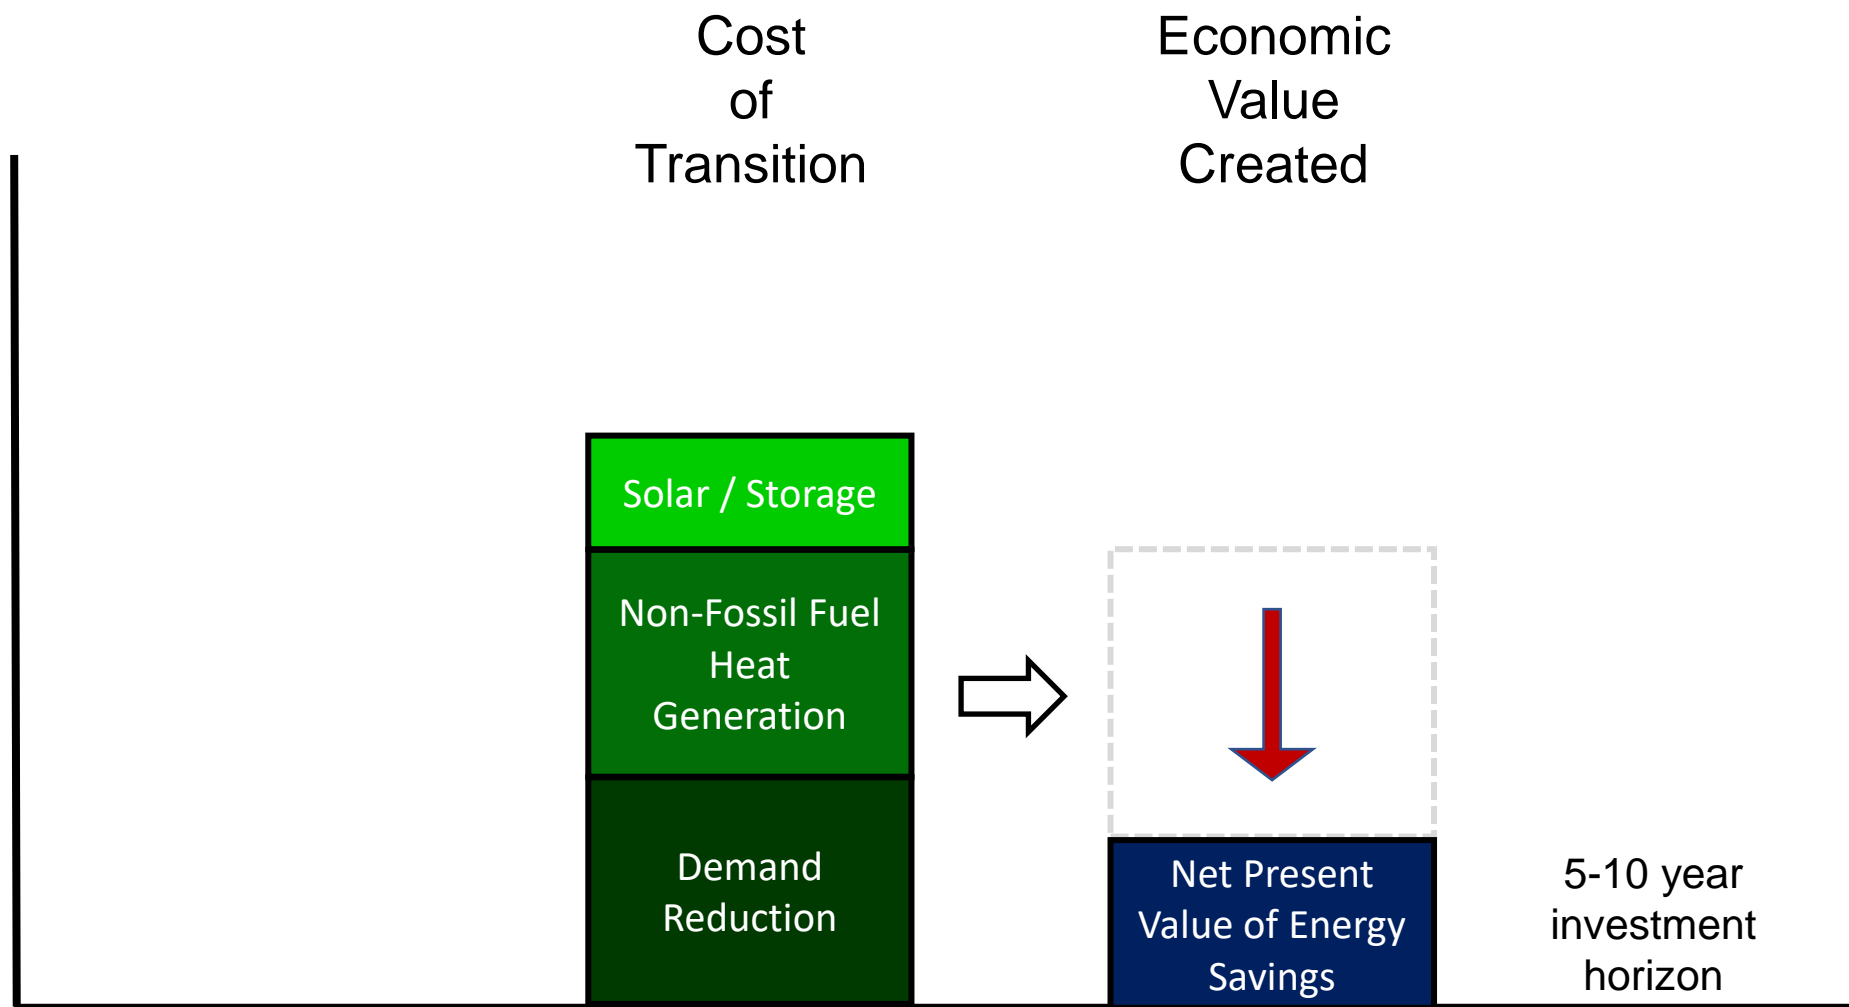 Cost
of
Transition
Economic
Value
Created
Solar / Storage
Non-Fossil Fuel
Heat
Generation
Demand
Reduction
Net Present
Value of Energy
Savings
5-10 year
investment
horizon